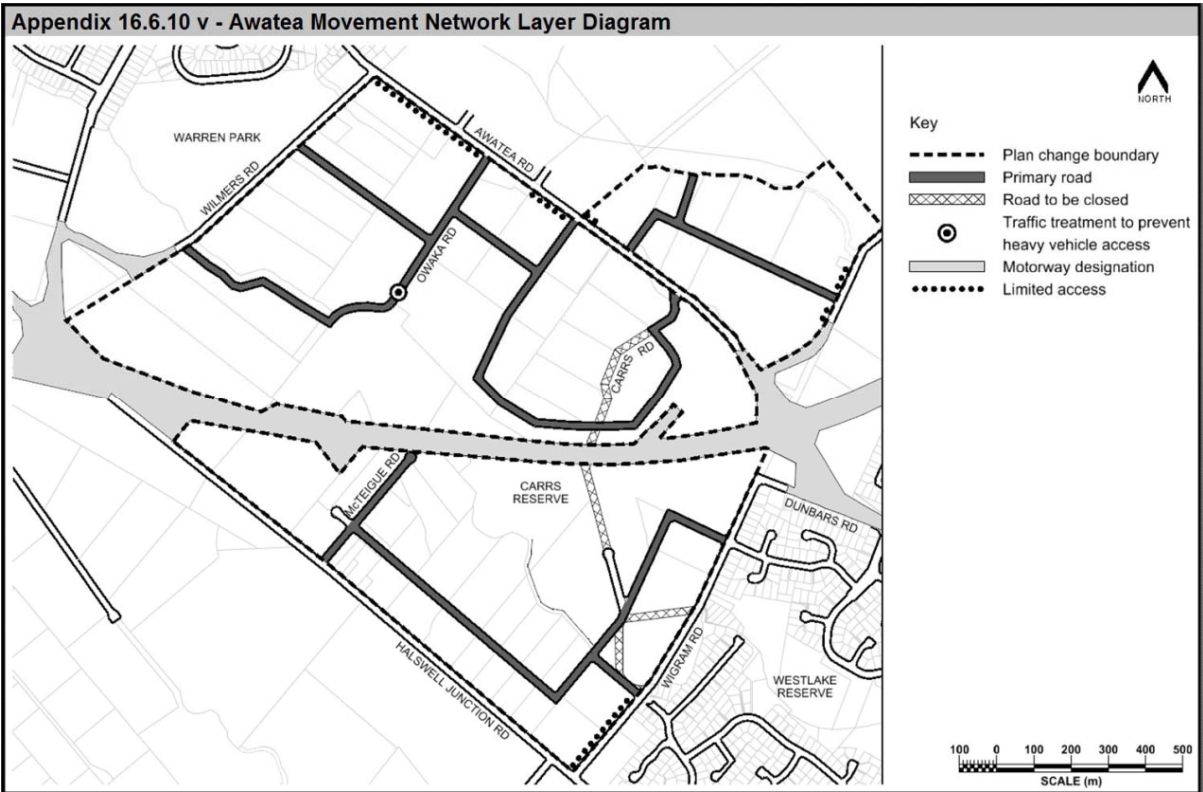 Appendix 16.6.10 v - Awatea Movement Network Layer Diagram
WARREN PARK
WILMERS RD
AWATEA RD
OWAKA RD
CARRS RD
McTEIGUE RD
CARRS
RESERVE
DUNBARS RD
HALSWELL JUNCTION RD
WIGRAM RD
WESTLAKE
RESERVE
NORTH
Key
Plan change boundary
Primary road
Road to be closed
Traffic treatment to prevent
heavy vehicle access
Motorway designation
Limited access
100 0 100 200 300 400 500
SCALE (m)